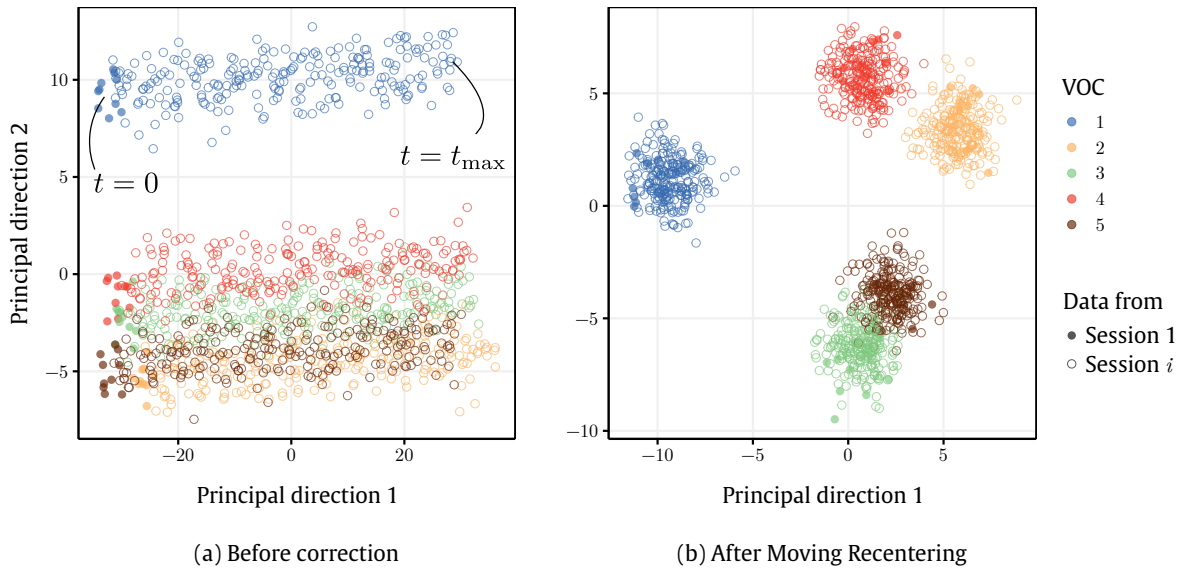 Principal direction 2
10
5
0
−5
−20
0
20
t = 0
t = t_max
Principal direction 1
(a) Before correction
5
0
−5
−10
−10
−5
0
5
Principal direction 1
(b) After Moving Recentering
VOC
1
2
3
4
5
Data from
Session 1
Session i